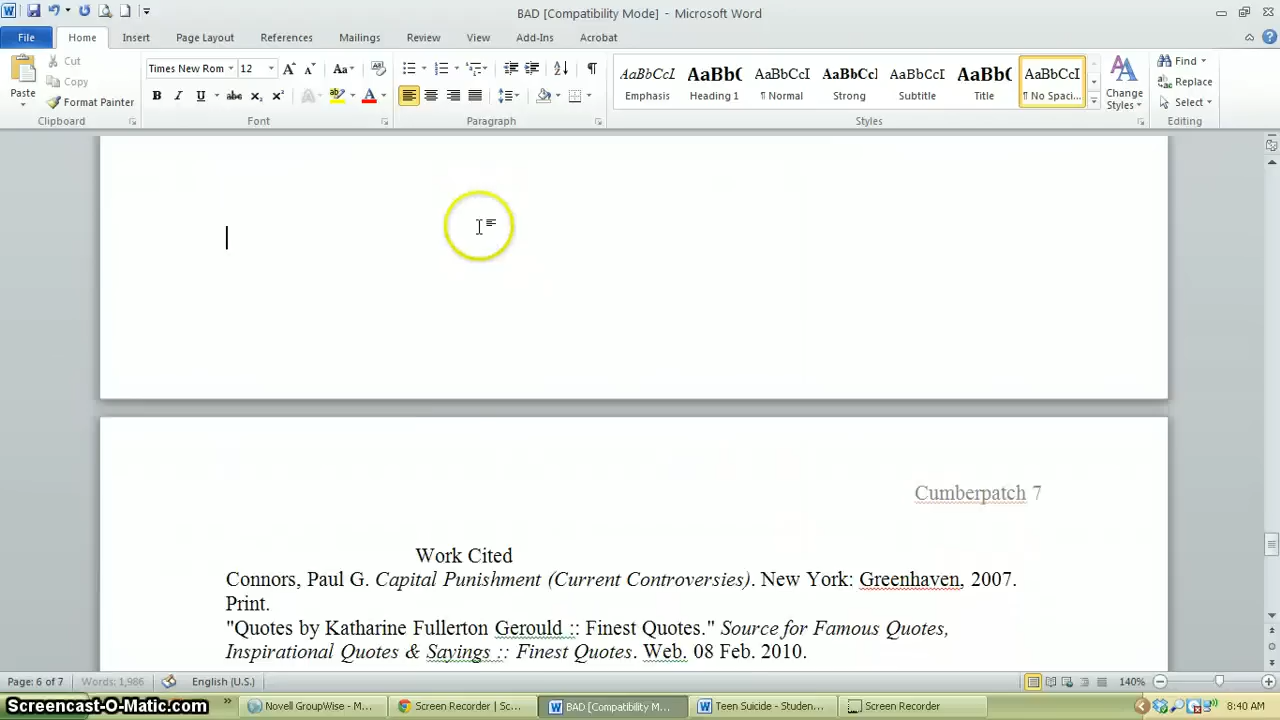 BAD [Compatibility Mode] - Microsoft Word
File Home Insert Page Layout References Mailings Review View Add-Ins Acrobat
Paste
Cut
Copy
Format Painter
Clipboard
Times New Rom 12
Font
Paragraph
AaBbCcI AaBbC AaBbCcI AaBbCcI AaBbCcI AaBbC AaBbCcI
Emphasis Heading 1 ¶ Normal Strong Subtitle Title ¶ No Spaci...
Change Styles
Styles
Find
Replace
Select
Editing
Cumberpatch 7
Work Cited
Connors, Paul G. Capital Punishment (Current Controversies). New York: Greenhaven, 2007.
Print.
"Quotes by Katharine Fullerton Gerould :: Finest Quotes." Source for Famous Quotes,
Inspirational Quotes & Sayings :: Finest Quotes. Web. 08 Feb. 2010.
Page: 6 of 7 Words: 1,986 English (U.S.) 140%
Screencast-O-Matic.com Novell GroupWise - M... Screen Recorder | Sc... BAD [Compatibility M... Teen Suicide - Studen... Screen Recorder 8:40 AM